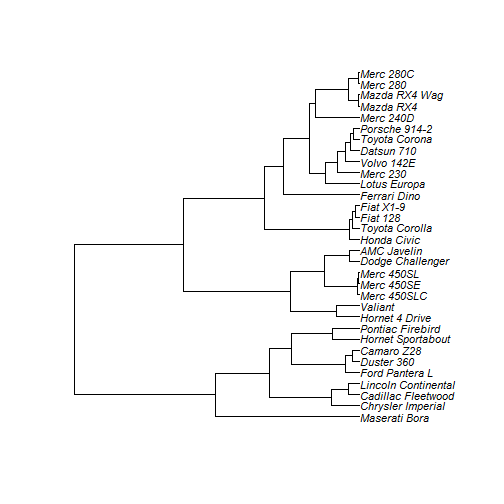 Merc 280C
Merc 280
Mazda RX4 Wag
Mazda RX4
Merc 240D
Porsche 914-2
Toyota Corona
Datsun 710
Volvo 142E
Merc 230
Lotus Europa
Ferrari Dino
Fiat X1-9
Fiat 128
Toyota Corolla
Honda Civic
AMC Javelin
Dodge Challenger
Merc 450SL
Merc 450SE
Merc 450SLC
Valiant
Hornet 4 Drive
Pontiac Firebird
Hornet Sportabout
Camaro Z28
Duster 360
Ford Pantera L
Lincoln Continental
Cadillac Fleetwood
Chrysler Imperial
Maserati Bora